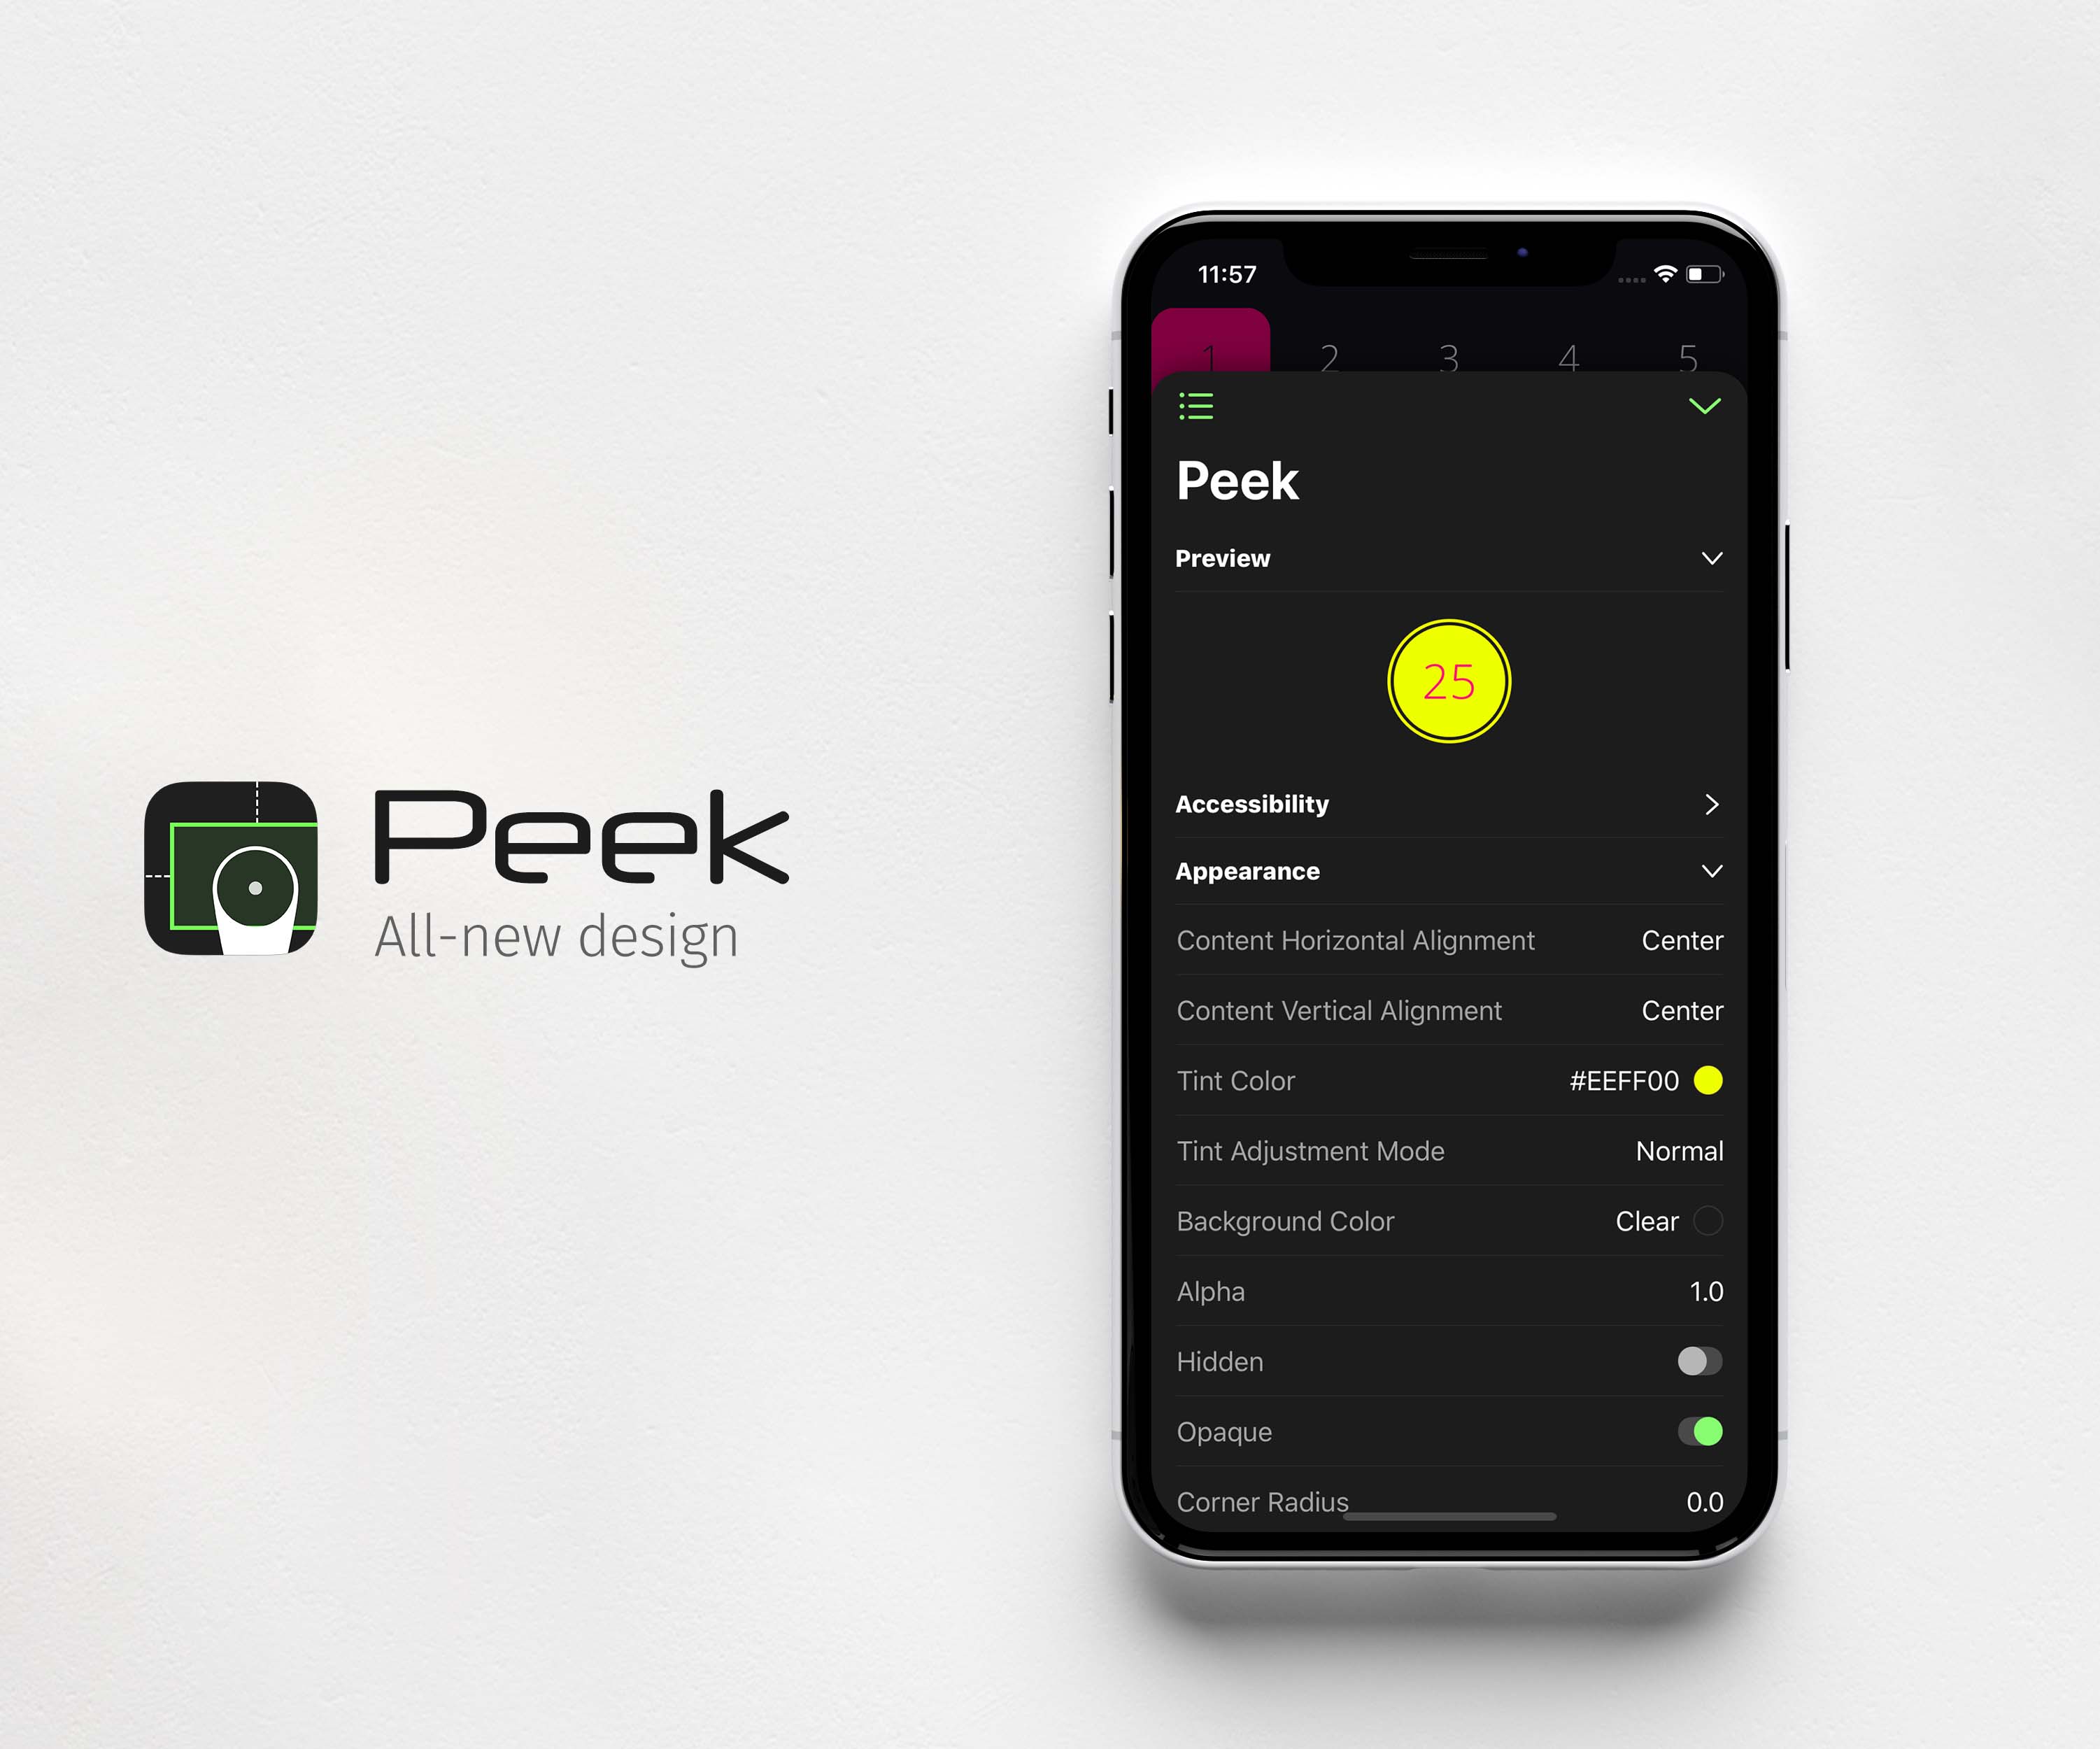 Peek
All-new design
11:57
1 2 3 4 5
Peek
Preview
25
Accessibility
Appearance
Content Horizontal Alignment Center
Content Vertical Alignment Center
Tint Color #EEFF00
Tint Adjustment Mode Normal
Background Color Clear
Alpha 1.0
Hidden
Opaque
Corner Radius 0.0